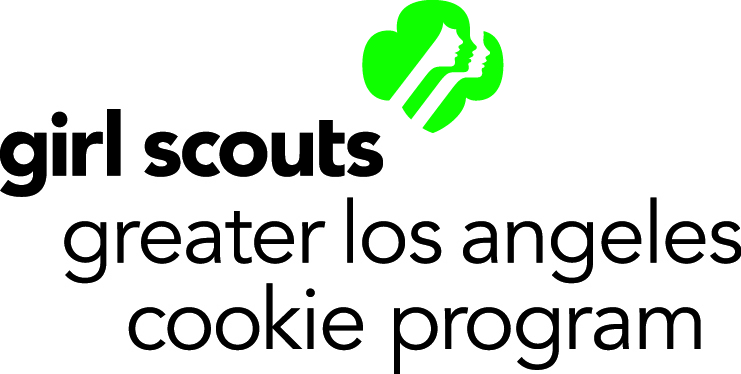 girl scouts
greater los angeles
cookie program